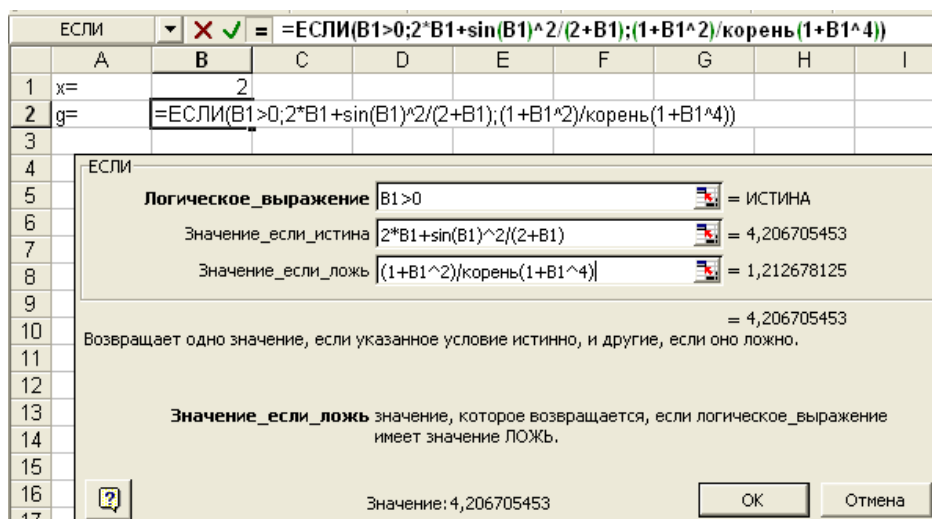 ЕСЛИ = =ЕСЛИ(B1>0;2*B1+sin(B1)^2/(2+B1);(1+B1^2)/корень(1+B1^4))
A B C D E F G H I
1 x= 2
2 g= =ЕСЛИ(B1>0;2*B1+sin(B1)^2/(2+B1);(1+B1^2)/корень(1+B1^4))
3
4 ЕСЛИ
5 Логическое_выражение B1>0 = ИСТИНА
6 Значение_если_истина 2*B1+sin(B1)^2/(2+B1) = 4,206705453
7
8 Значение_если_ложь (1+B1^2)/корень(1+B1^4) = 1,212678125
9
= 4,206705453
10 Возвращает одно значение, если указанное условие истинно, и другие, если оно ложно.
11
12
13 Значение_если_ложь значение, которое возвращается, если логическое_выражение
14 имеет значение ЛОЖЬ.
15
16 ? Значение:4,206705453 OK Отмена
17